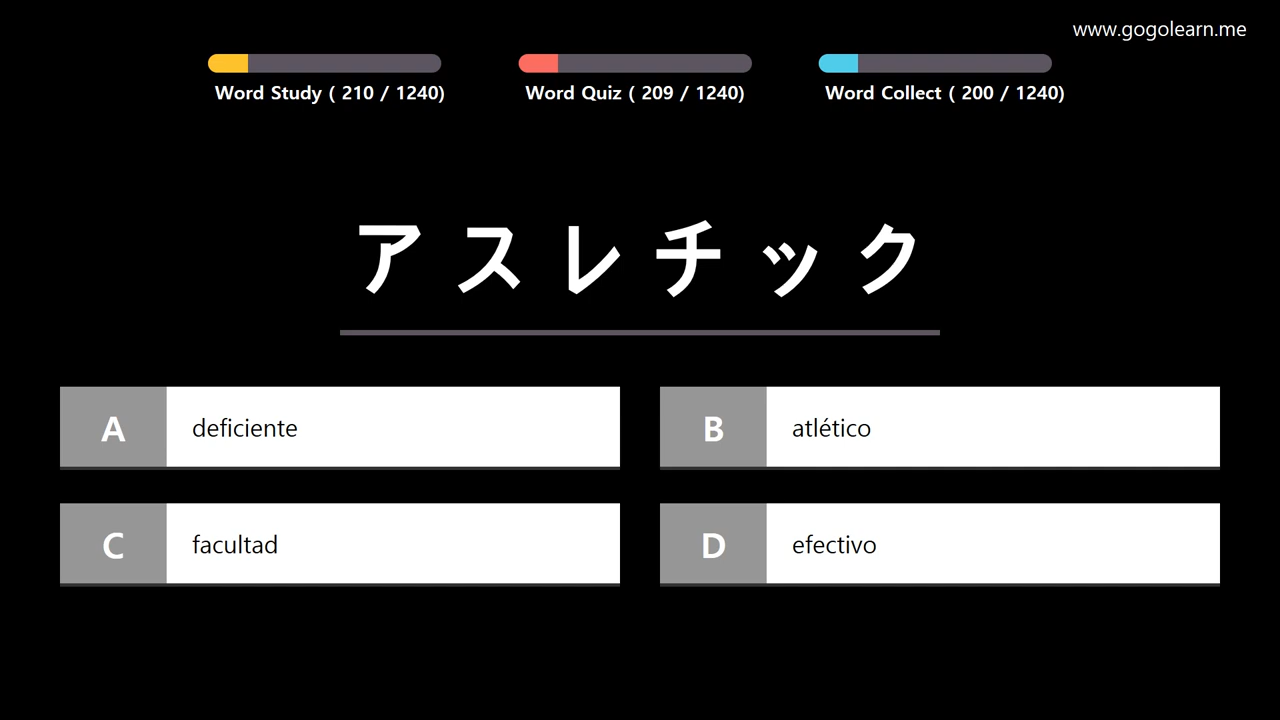 www.gogolearn.me
Word Study ( 210 / 1240)
Word Quiz ( 209 / 1240)
Word Collect ( 200 / 1240)
アスレチック
A deficiente
B atlético
C facultad
D efectivo